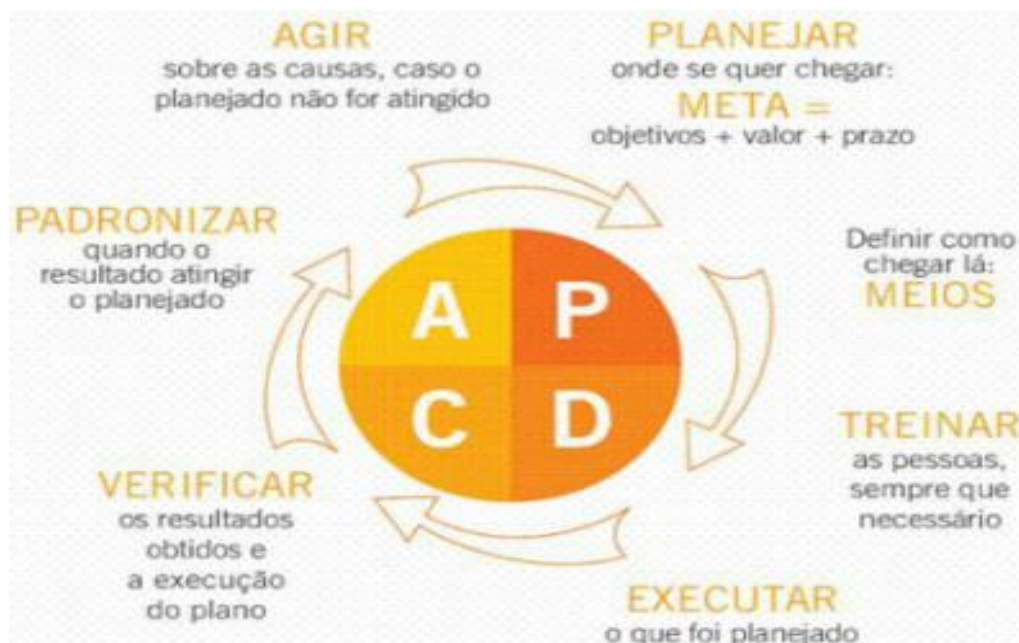 AGIR
sobre as causas, caso o
planejado não for atingido
PLANEJAR
onde se quer chegar:
META =
objetivos + valor + prazo
Definir como
chegar lá:
MEIOS
TREINAR
as pessoas,
sempre que
necessário
EXECUTAR
o que foi planejado
VERIFICAR
os resultados
obtidos e
a execução
do plano
PADRONIZAR
quando o
resultado atingir
o planejado
A P
C D